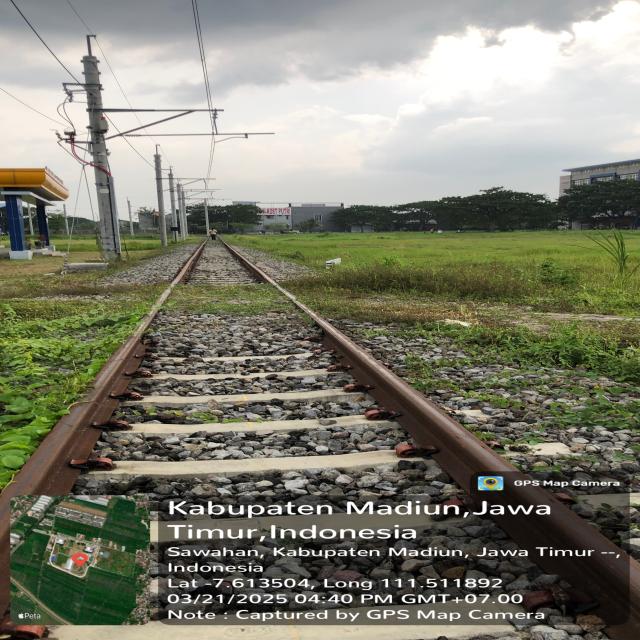 GPS Map Camera
Kabupaten Madiun,Jawa
Timur,Indonesia
Sawahan, Kabupaten Madiun, Jawa Timur --,
Indonesia
Lat -7.613504, Long 111.511892
03/21/2025 04:40 PM GMT+07.00
Note : Captured by GPS Map Camera
Peta